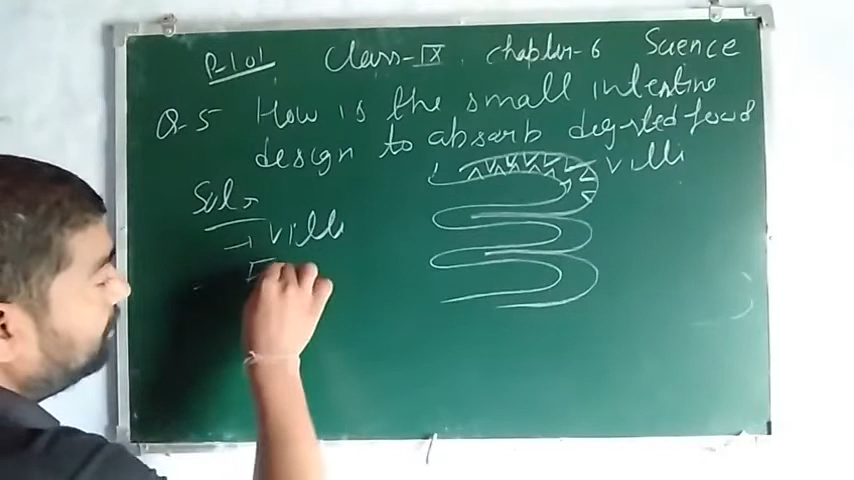 P-101 Class-IX chapter-6 Science
Q-5 How is the small intestine
design to absorb degested food
villi
Sol-
→ villi